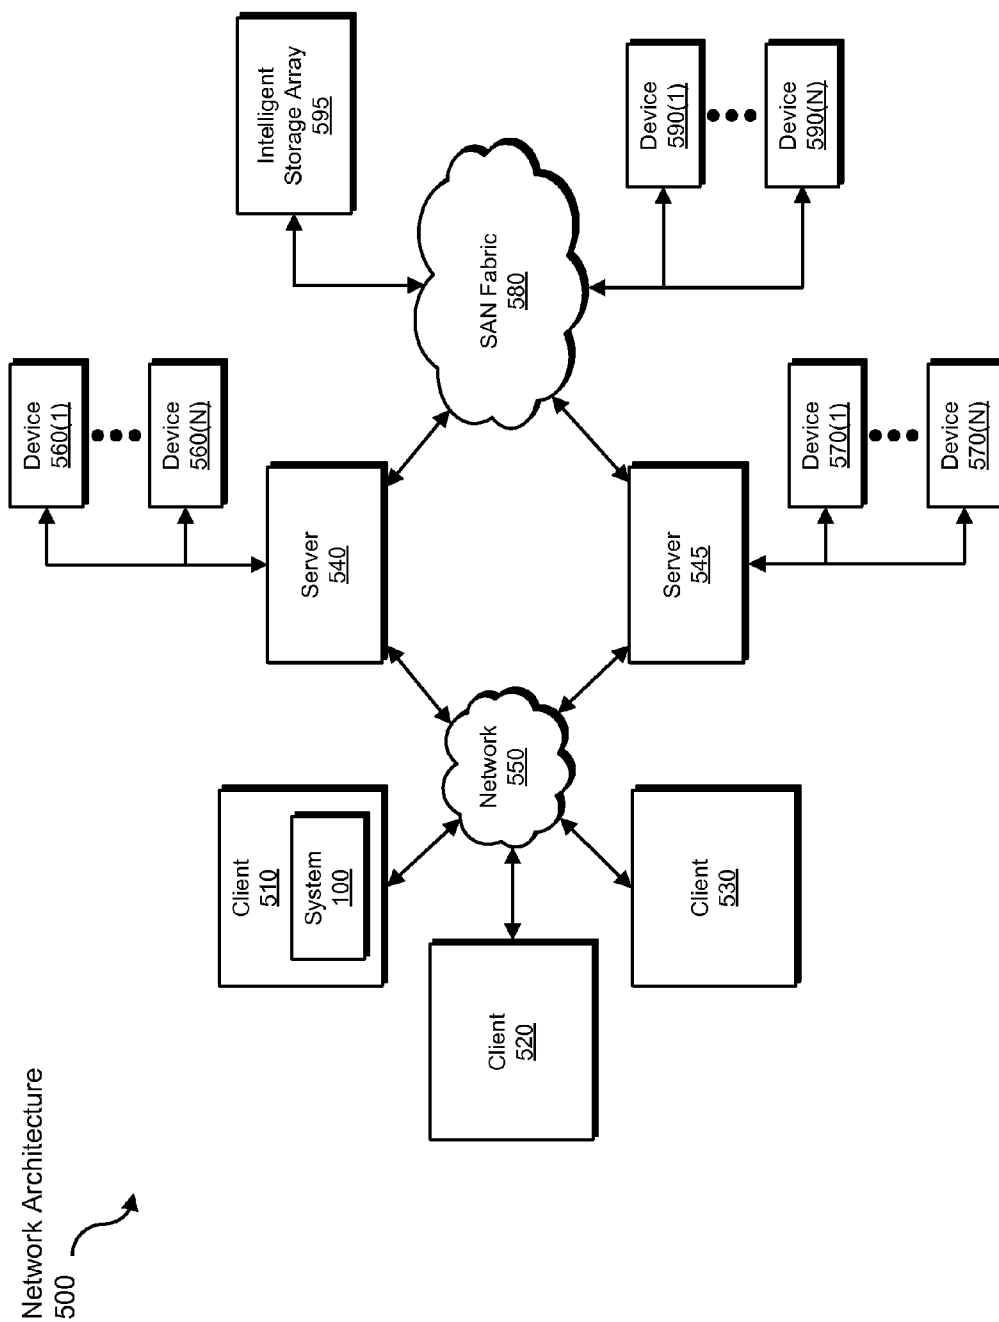 Network Architecture
500
Client
510
System
100
Client
520
Client
530
Network
550
Server
540
Server
545
Device
560(1)
Device
560(N)
Device
570(1)
Device
570(N)
SAN Fabric
580
Intelligent
Storage Array
595
Device
590(1)
Device
590(N)